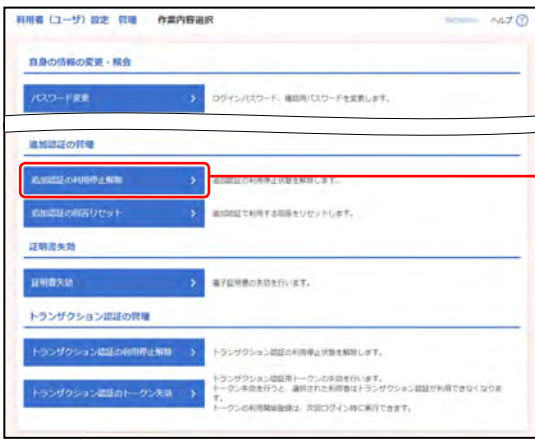 利用者（ユーザ）設定 管理 作業内容選択
ヘルプ ?
自身の情報の変更・照会
パスワード変更
ログインパスワード、確認用パスワードを変更します。
追加認証の管理
追加認証の利用停止解除
追加認証の利用停止状態を解除します。
追加認証の回答リセット
追加認証で利用する回答をリセットします。
証明書失効
証明書失効
電子証明書の失効を行います。
トランザクション認証の管理
トランザクション認証の利用停止解除
トランザクション認証の利用停止状態を解除します。
トランザクション認証のトークン失効
トランザクション認証用トークンの失効を行います。
トークン失効を行うと、選択された利用者はトランザクション認証が利用できなくなりま
す。
トークンの利用開始登録は、次回ログイン時に実行できます。